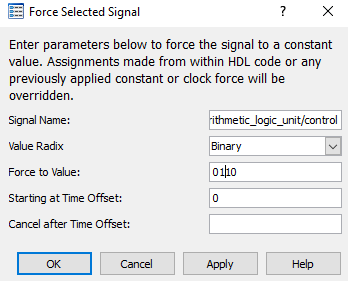 Force Selected Signal
Enter parameters below to force the signal to a constant
value. Assignments made from within HDL code or any
previously applied constant or clock force will be
overridden.
Signal Name: rithmetic_logic_unit/control
Value Radix Binary
Force to Value: 0110
Starting at Time Offset: 0
Cancel after Time Offset:
OK Cancel Apply Help